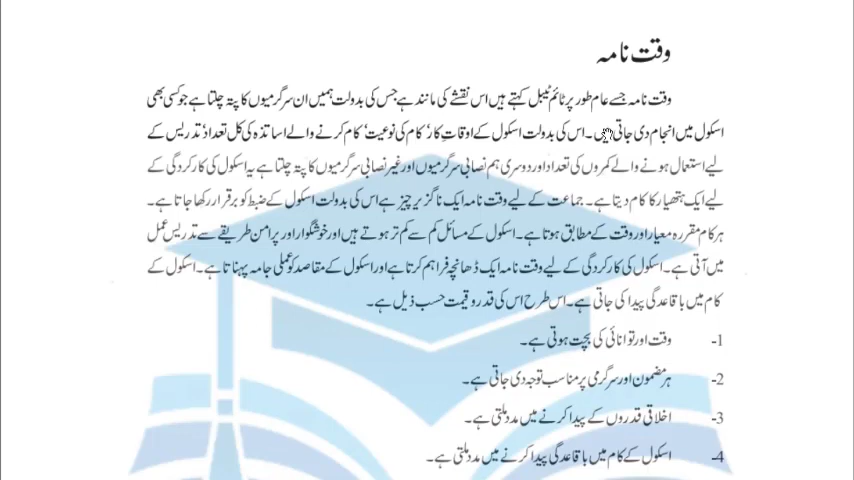 وقت نامہ
وقت نامہ جسے عام طور پر ٹائم ٹیبل کہتے ہیں اس نقشے کی مانند ہے جس کی بدولت ہمیں ان سرگرمیوں کا پتہ چلتا ہے جو کسی بھی
اسکول میں انجام دی جاتی ہیں۔ اس کی بدولت اسکول کے اوقاتِ کار، کام کی نوعیت، کام کرنے والے اساتذہ کی کل تعداد، تدریس کے
لیے استعمال ہونے والے کمروں کی تعداد اور دوسری ہم نصابی سرگرمیوں اور غیر نصابی سرگرمیوں کا پتہ چلتا ہے یہ اسکول کی کارکردگی کے
لیے ایک ہتھیار کا کام دیتا ہے۔ جماعت کے لیے وقت نامہ ایک ناگزیر چیز ہے اس کی بدولت اسکول کے ضبط کو برقرار رکھا جاتا ہے۔
ہر کام مقررہ معیار اور وقت کے مطابق ہوتا ہے۔ اسکول کے مسائل کم سے کم تر ہوتے ہیں اور خوشگوار اور پرامن طریقے سے تدریس عمل
میں آتی ہے۔ اسکول کی کارکردگی کے لیے وقت نامہ ایک ڈھانچہ فراہم کرتا ہے اور اسکول کے مقاصد کو عملی جامہ پہناتا ہے۔ اسکول کے
کام میں باقاعدگی پیدا کی جاتی ہے۔ اس طرح اس کی قدر و قیمت حسب ذیل ہے۔
1- وقت اور توانائی کی بچت ہوتی ہے۔
2- ہر مضمون اور سرگرمی پر مناسب توجہ دی جاتی ہے۔
3- اخلاقی قدروں کے پیدا کرنے میں مدد ملتی ہے۔
4- اسکول کے کام میں باقاعدگی پیدا کرنے میں مدد ملتی ہے۔